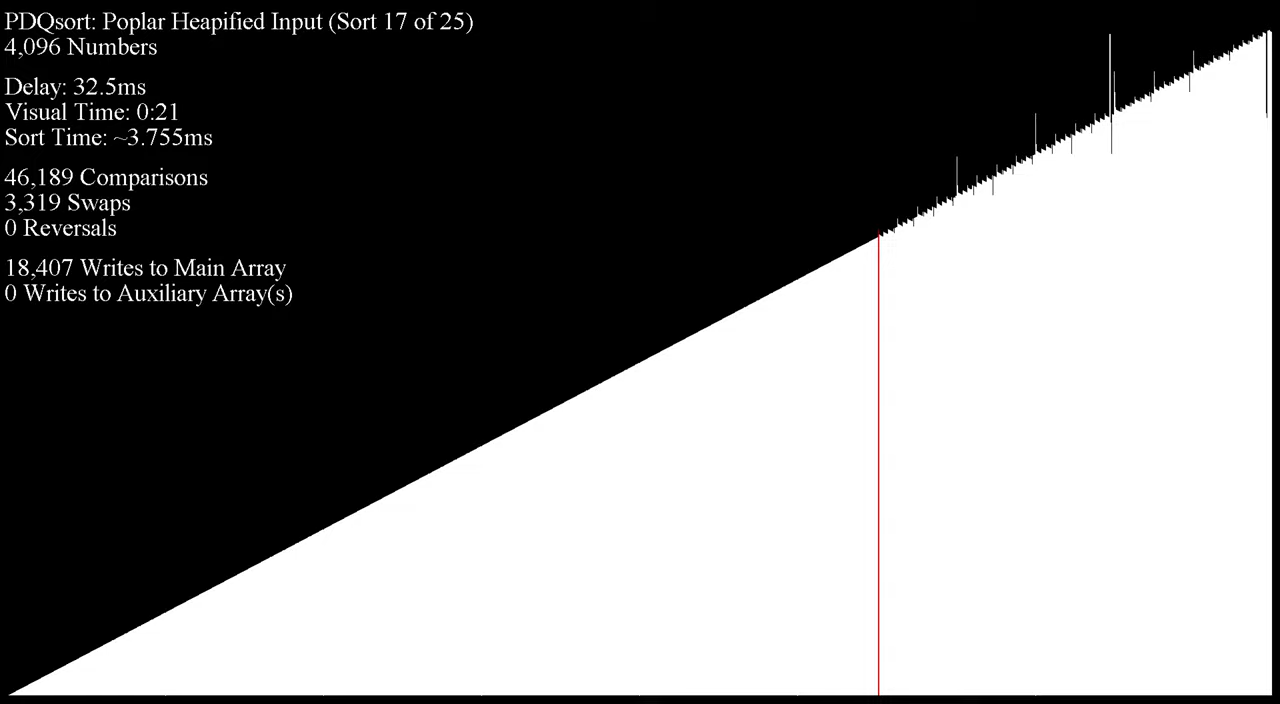 PDQsort: Poplar Heapified Input (Sort 17 of 25)
4,096 Numbers
Delay: 32.5ms
Visual Time: 0:21
Sort Time: ~3.755ms
46,189 Comparisons
3,319 Swaps
0 Reversals
18,407 Writes to Main Array
0 Writes to Auxiliary Array(s)